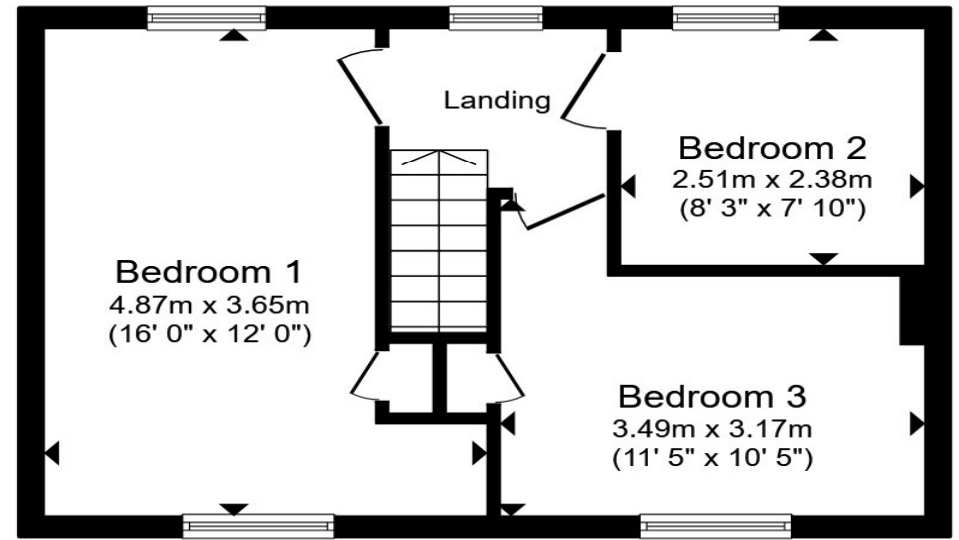 Landing
Bedroom 2
2.51m x 2.38m
(8' 3" x 7' 10")
Bedroom 1
4.87m x 3.65m
(16' 0" x 12' 0")
Bedroom 3
3.49m x 3.17m
(11' 5" x 10' 5")